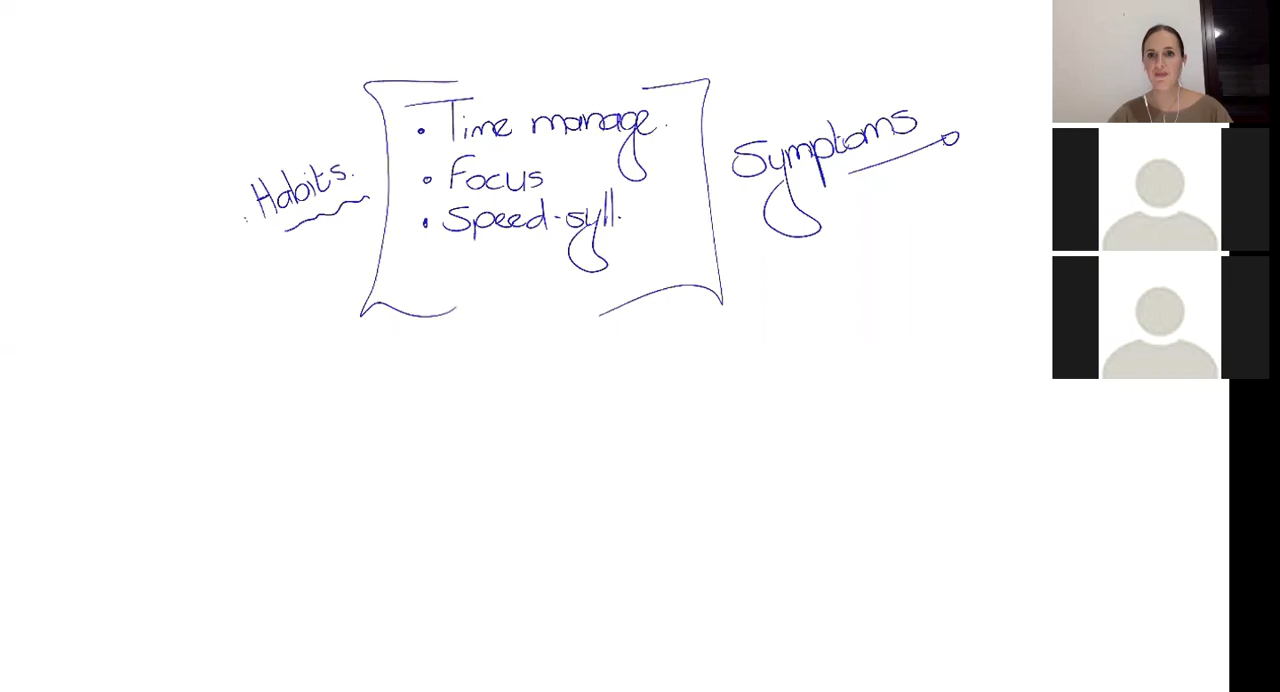 Habits.
• Time manage.
• Focus
• Speed-syll.
Symptoms